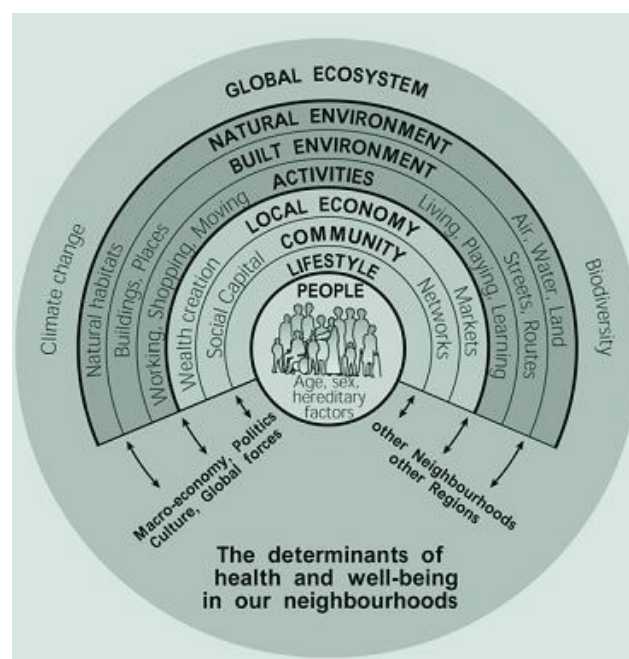 GLOBAL ECOSYSTEM
NATURAL ENVIRONMENT
BUILT ENVIRONMENT
ACTIVITIES
LOCAL ECONOMY
COMMUNITY
LIFESTYLE
PEOPLE
Age, sex,
hereditary
factors
Climate change
Natural habitats
Buildings, Places
Working, Shopping, Moving
Wealth creation
Social Capital
Networks
Markets
Living, Playing, Learning
Streets, Routes
Air, Water, Land
Biodiversity
Macro-economy, Politics
Culture, Global forces
other Neighbourhoods
other Regions
The determinants of
health and well-being
in our neighbourhoods